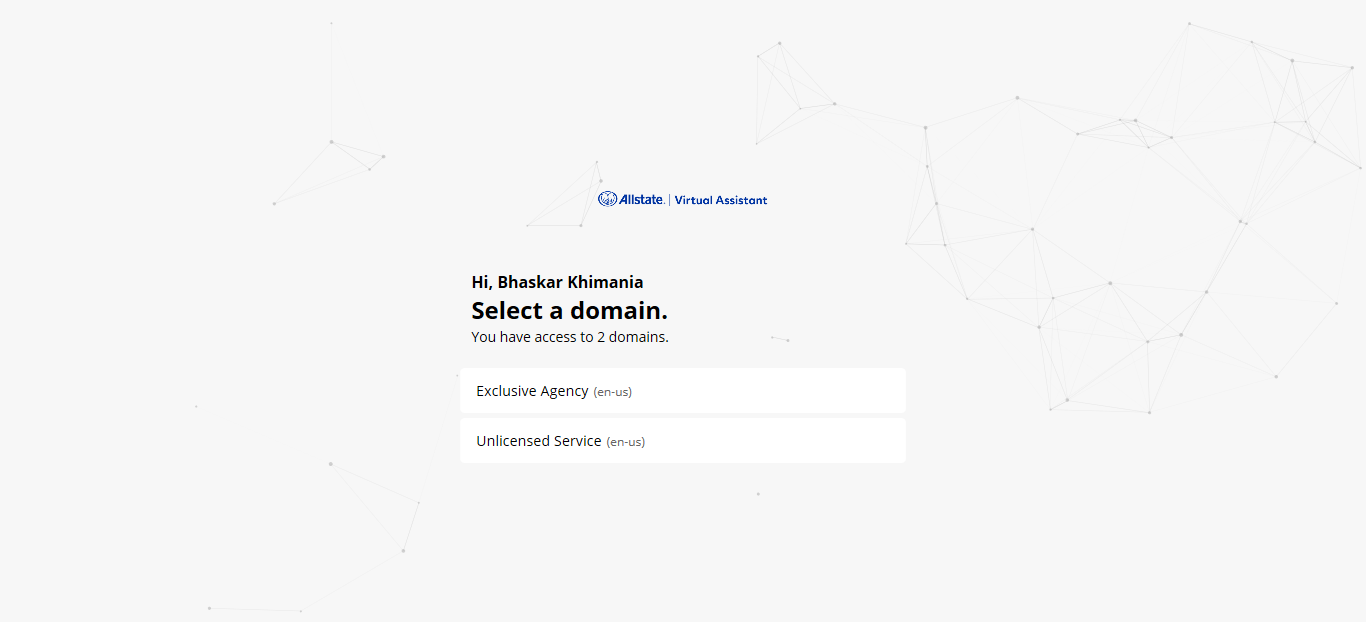 Allstate. | Virtual Assistant
Hi, Bhaskar Khimania
Select a domain.
You have access to 2 domains.
Exclusive Agency (en-us)
Unlicensed Service (en-us)